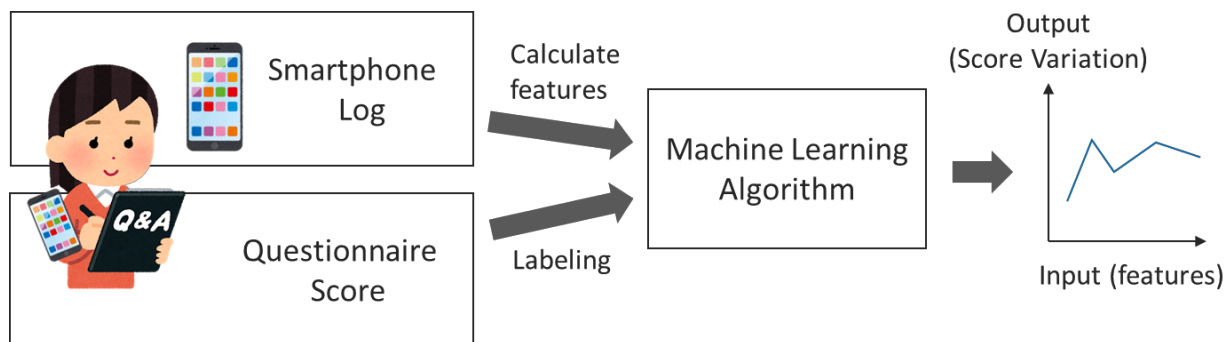 Smartphone
Log
Q&A
Questionnaire
Score
Calculate
features
Labeling
Machine Learning
Algorithm
Output
(Score Variation)
Input (features)